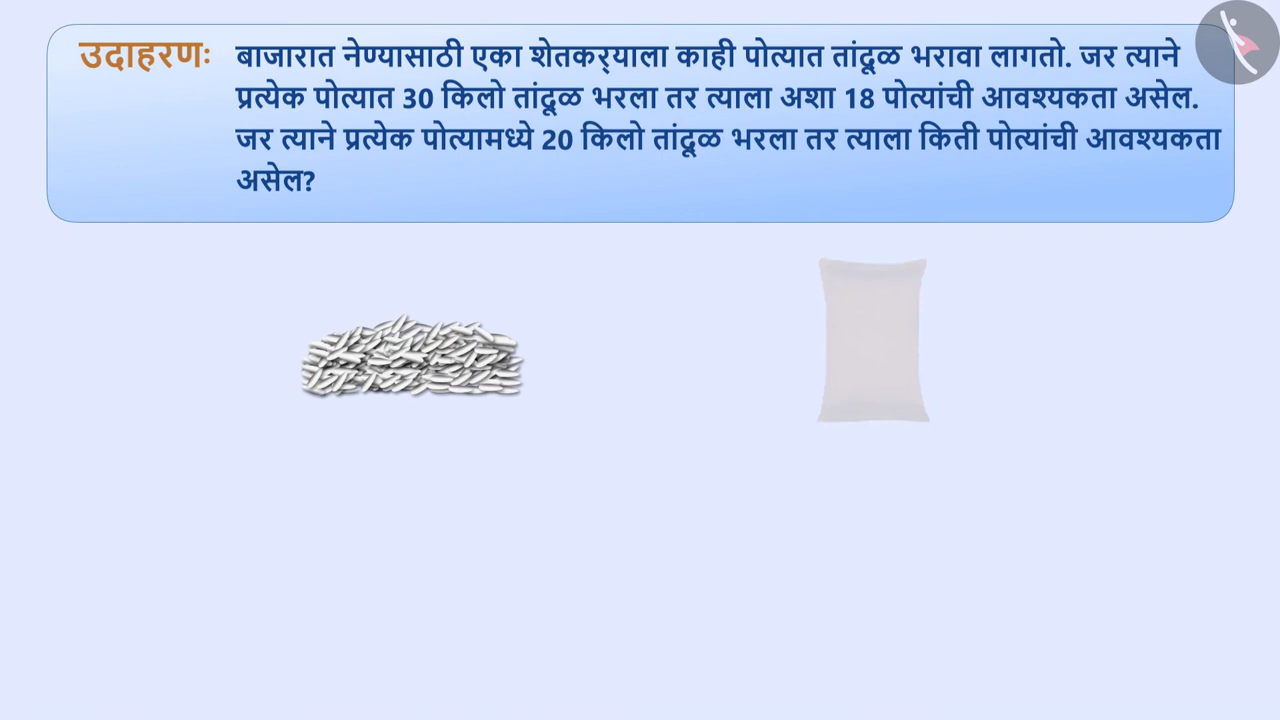 उदाहरणः बाजारात नेण्यासाठी एका शेतकऱ्याला काही पोत्यात तांदूळ भरावा लागतो. जर त्याने
प्रत्येक पोत्यात 30 किलो तांदूळ भरला तर त्याला अशा 18 पोत्यांची आवश्यकता असेल.
जर त्याने प्रत्येक पोत्यामध्ये 20 किलो तांदूळ भरला तर त्याला किती पोत्यांची आवश्यकता
असेल?